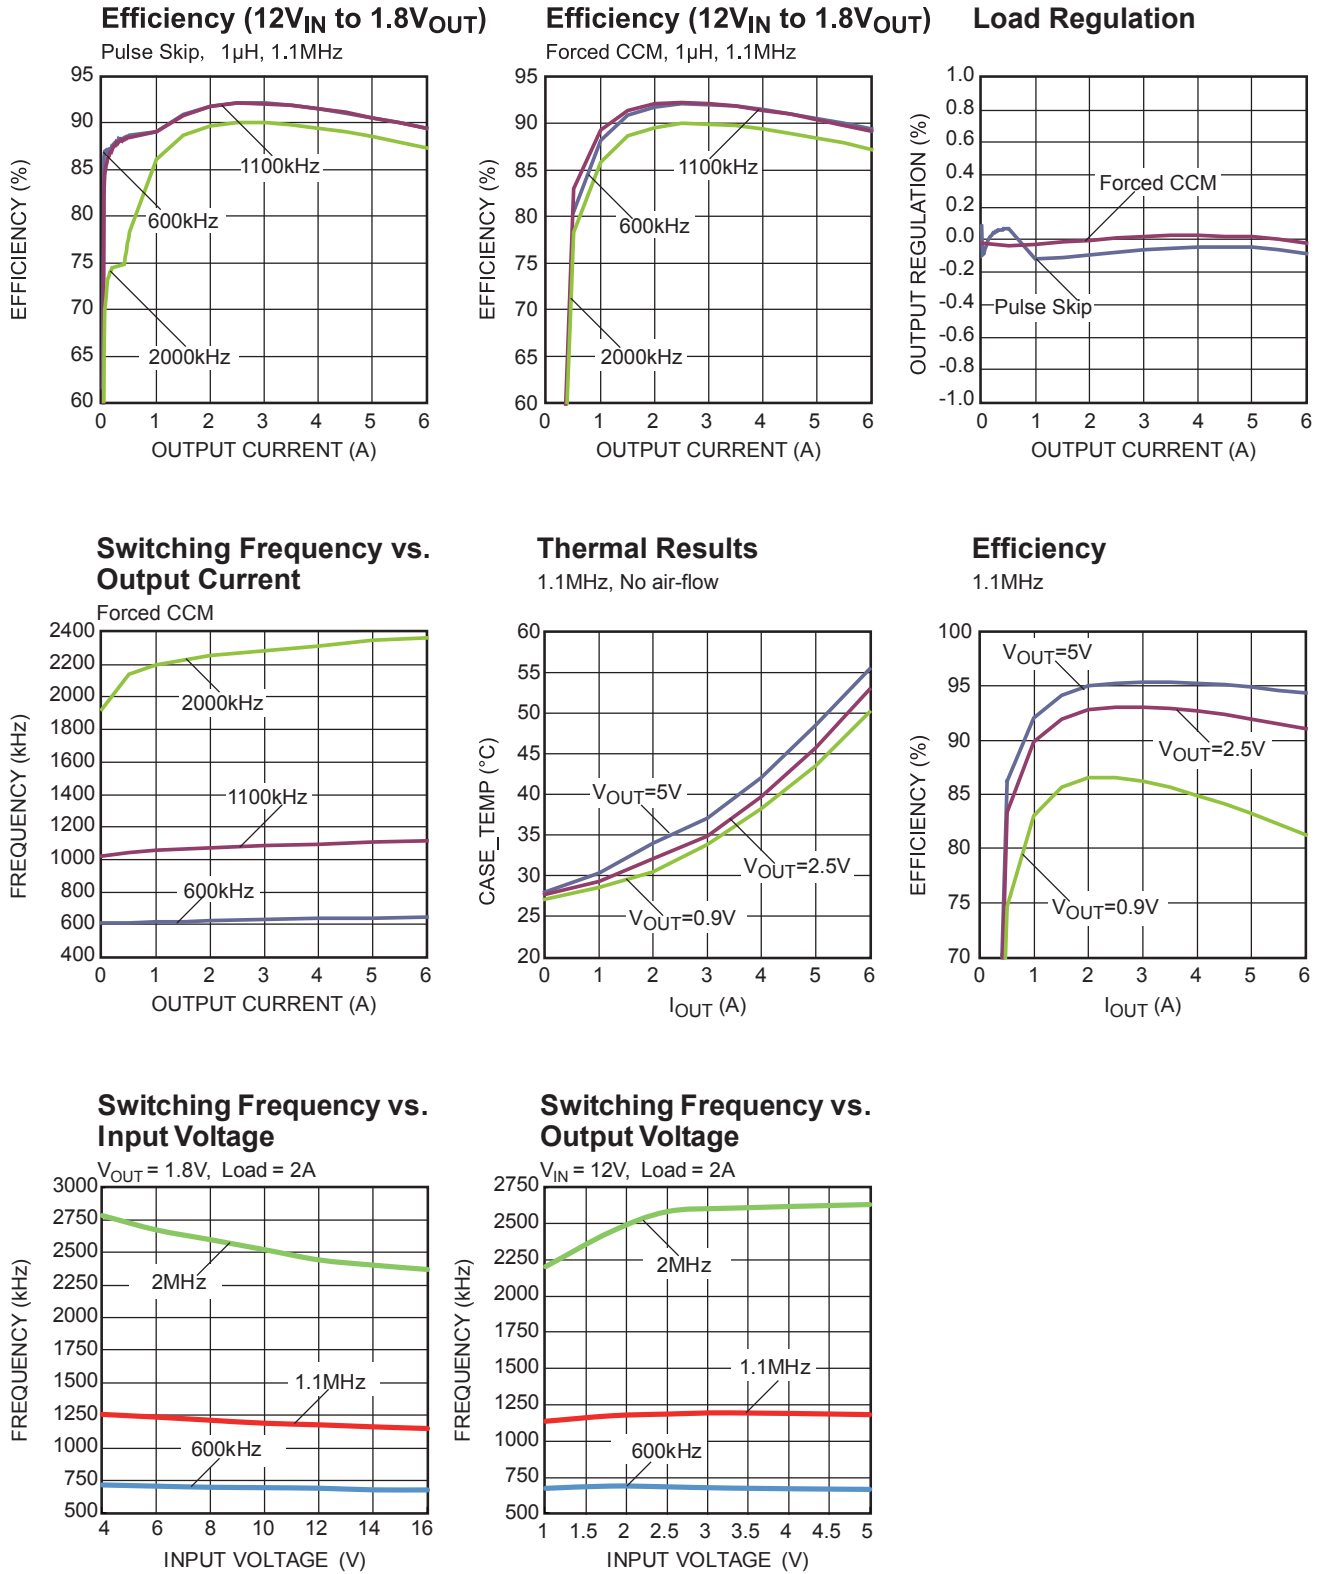 Efficiency (12VIN to 1.8VOUT)
Pulse Skip, 1µH, 1.1MHz
EFFICIENCY (%)
95
90
85
80
75
70
65
60
1100kHz
600kHz
2000kHz
0 1 2 3 4 5 6
OUTPUT CURRENT (A)
Efficiency (12VIN to 1.8VOUT)
Forced CCM, 1µH, 1.1MHz
EFFICIENCY (%)
95
90
85
80
75
70
65
60
1100kHz
600kHz
2000kHz
0 1 2 3 4 5 6
OUTPUT CURRENT (A)
Load Regulation
OUTPUT REGULATION (%)
1.0
0.8
0.6
0.4
0.2
0.0
-0.2
-0.4
-0.6
-0.8
-1.0
Forced CCM
Pulse Skip
0 1 2 3 4 5 6
OUTPUT CURRENT (A)
Switching Frequency vs.
Output Current
Forced CCM
FREQUENCY (kHz)
2400
2200
2000
1800
1600
1400
1200
1000
800
600
400
2000kHz
1100kHz
600kHz
0 1 2 3 4 5 6
OUTPUT CURRENT (A)
Thermal Results
1.1MHz, No air-flow
CASE_TEMP (°C)
60
55
50
45
40
35
30
25
20
VOUT=5V
VOUT=2.5V
VOUT=0.9V
0 1 2 3 4 5 6
IOUT (A)
Efficiency
1.1MHz
EFFICIENCY (%)
100
95
90
85
80
75
70
VOUT=5V
VOUT=2.5V
VOUT=0.9V
0 1 2 3 4 5 6
IOUT (A)
Switching Frequency vs.
Input Voltage
VOUT = 1.8V, Load = 2A
FREQUENCY (kHz)
3000
2750
2500
2250
2000
1750
1500
1250
1000
750
500
2MHz
1.1MHz
600kHz
4 6 8 10 12 14 16
INPUT VOLTAGE (V)
Switching Frequency vs.
Output Voltage
VIN = 12V, Load = 2A
FREQUENCY (kHz)
2750
2500
2250
2000
1750
1500
1250
1000
750
500
2MHz
1.1MHz
600kHz
1 1.5 2 2.5 3 3.5 4 4.5 5
INPUT VOLTAGE (V)